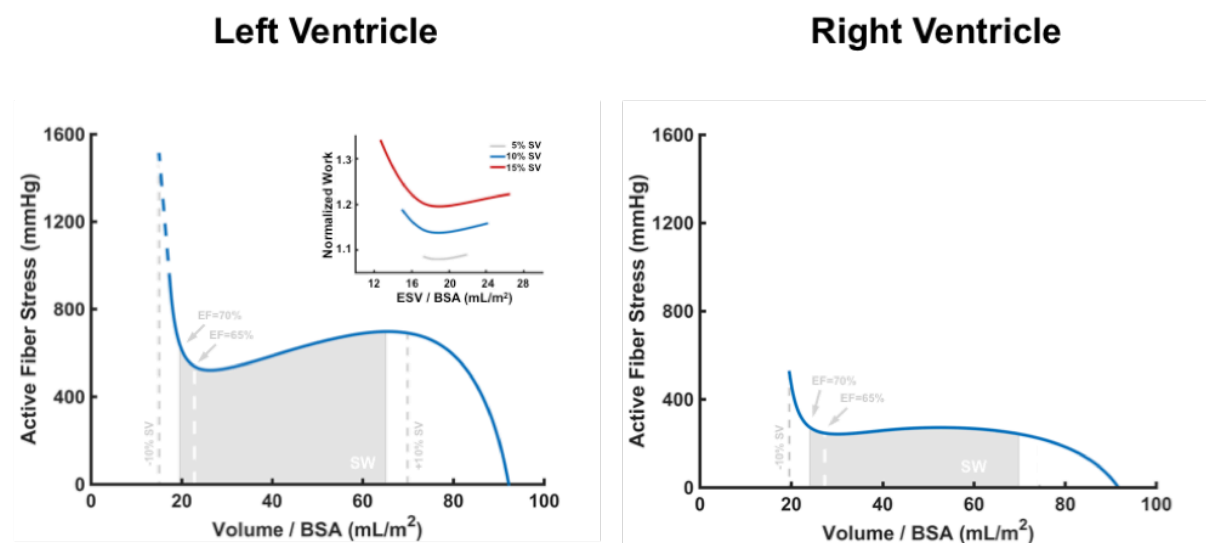 Left Ventricle
Right Ventricle
1600
1200
800
400
0
Active Fiber Stress (mmHg)
0 20 40 60 80 100
Volume / BSA (mL/m²)
EF=70%
EF=65%
-10% SV
SW
+10% SV
5% SV
10% SV
15% SV
1.3
1.2
1.1
Normalized Work
12 16 20 24 28
ESV / BSA (mL/m²)
1600
1200
800
400
0
Active Fiber Stress (mmHg)
0 20 40 60 80 100
Volume / BSA (mL/m²)
EF=70%
EF=65%
-10% SV
SW